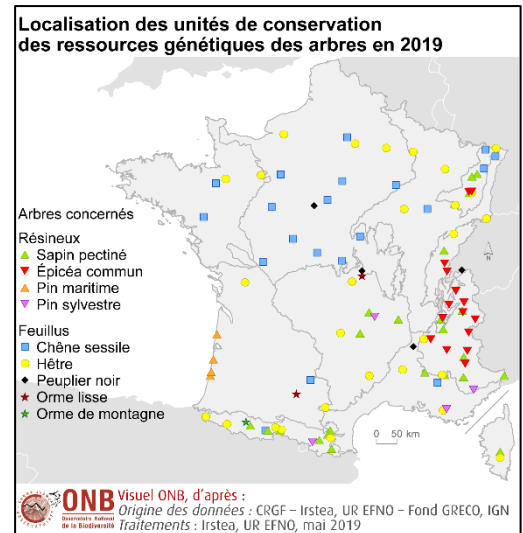 Localisation des unités de conservation
des ressources génétiques des arbres en 2019
Arbres concernés
Résineux
Sapin pectiné
Épicéa commun
Pin maritime
Pin sylvestre
Feuillus
Chêne sessile
Hêtre
Peuplier noir
Orme lisse
Orme de montagne
N
0 50 km
ONB
Observatoire National
de la Biodiversité
Visuel ONB, d'après :
Origine des données : CRGF – Irstea, UR EFNO – Fond GRECO, IGN
Traitements : Irstea, UR EFNO, mai 2019